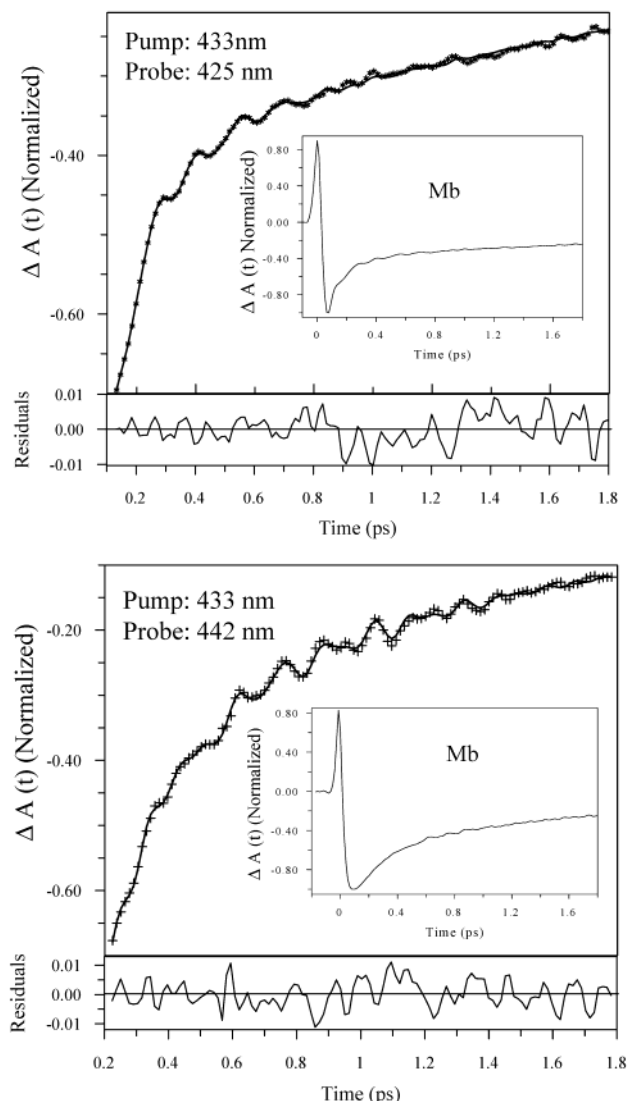 Pump: 433nm
Probe: 425 nm
Δ A (t) (Normalized)
-0.40
-0.60
Mb
Δ A (t) Normalized)
0.80
0.40
0.00
-0.40
-0.80
0 0.4 0.8 1.2 1.6
Time (ps)
Residuals
0.01
0.00
-0.01
0.2 0.4 0.6 0.8 1 1.2 1.4 1.6 1.8
Time (ps)
Pump: 433 nm
Probe: 442 nm
Δ A (t) (Normalized)
-0.20
-0.40
-0.60
Mb
Δ A (t) (Normalized)
0.80
0.40
0.00
-0.40
-0.80
0 0.4 0.8 1.2 1.6
Time (ps)
Residuals
0.01
0.00
-0.01
0.2 0.4 0.6 0.8 1.0 1.2 1.4 1.6 1.8
Time (ps)